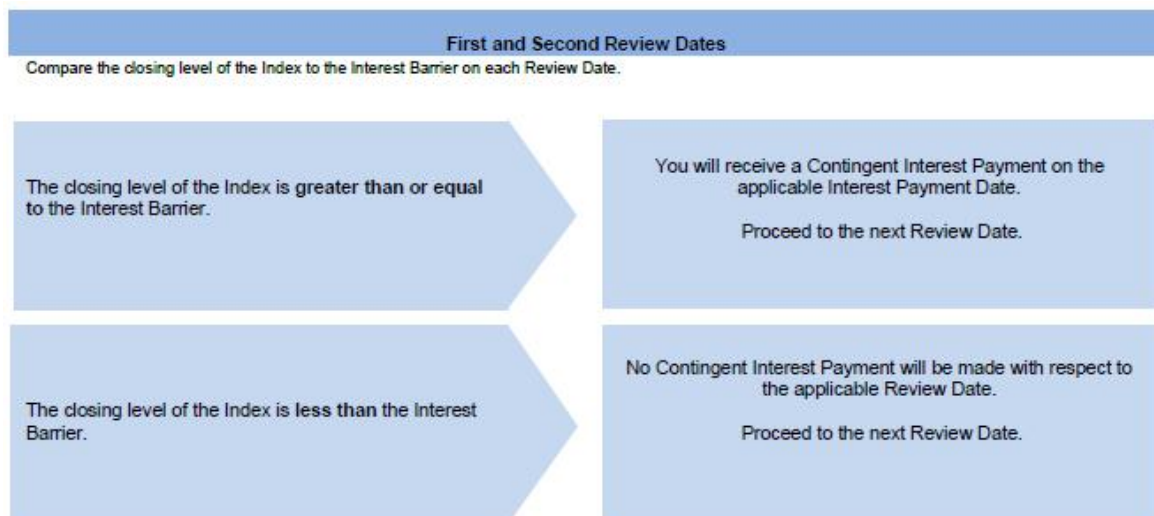 First and Second Review Dates
Compare the closing level of the Index to the Interest Barrier on each Review Date.
The closing level of the Index is greater than or equal
to the Interest Barrier.
You will receive a Contingent Interest Payment on the
applicable Interest Payment Date.
Proceed to the next Review Date.
The closing level of the Index is less than the Interest
Barrier.
No Contingent Interest Payment will be made with respect to
the applicable Review Date.
Proceed to the next Review Date.